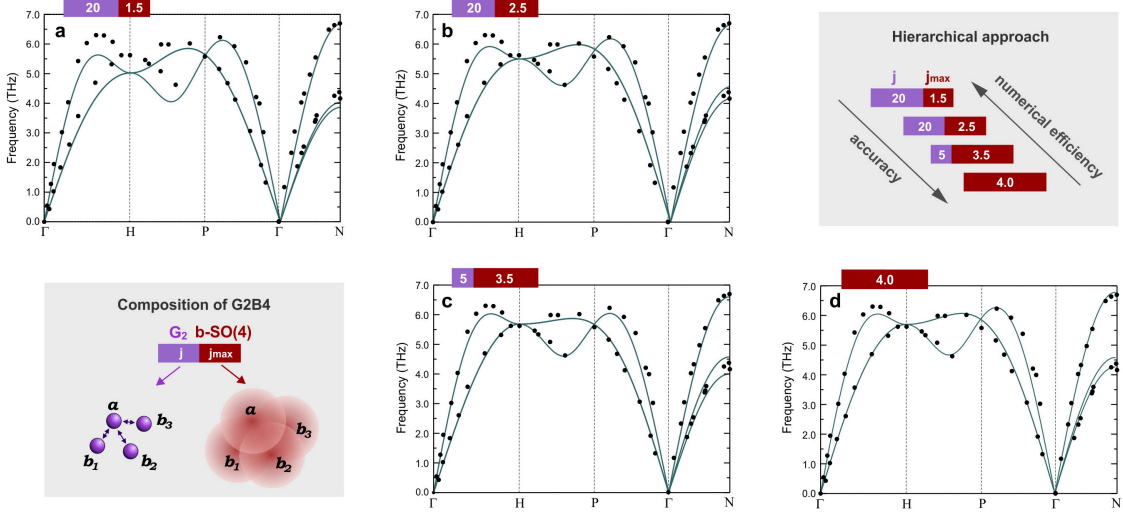 20 1.5
a
Frequency (THz)
7.0
6.0
5.0
4.0
3.0
2.0
1.0
0.0
Γ H P Γ N
20 2.5
b
Frequency (THz)
7.0
6.0
5.0
4.0
3.0
2.0
1.0
0.0
Γ H P Γ N
Hierarchical approach
j jmax
20 1.5
20 2.5
5 3.5
4.0
accuracy
numerical efficiency
Composition of G2B4
G2 b-SO(4)
j jmax
a
b3
b1
b2
a
b3
b1
b2
5 3.5
c
Frequency (THz)
7.0
6.0
5.0
4.0
3.0
2.0
1.0
0.0
Γ H P Γ N
4.0
d
Frequency (THz)
7.0
6.0
5.0
4.0
3.0
2.0
1.0
0.0
Γ H P Γ N